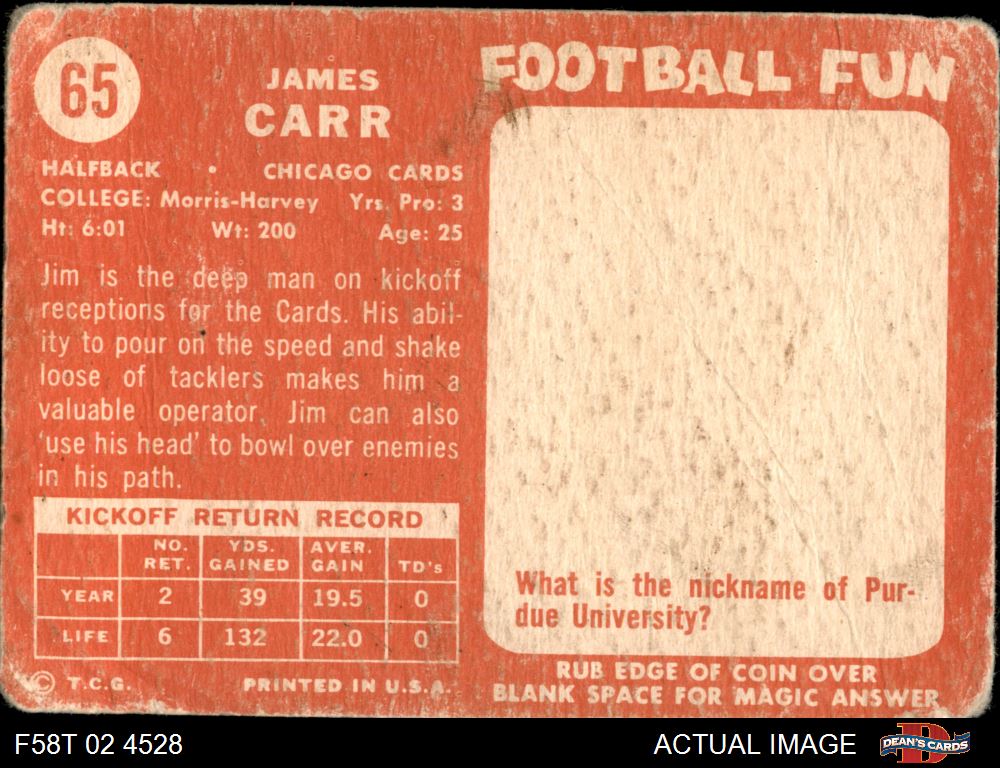 65
JAMES
CARR
HALFBACK • CHICAGO CARDS
COLLEGE: Morris-Harvey Yrs. Pro: 3
Ht: 6:01 Wt: 200 Age: 25
Jim is the deep man on kickoff
receptions for the Cards. His abil-
ity to pour on the speed and shake
loose of tacklers makes him a
valuable operator. Jim can also
'use his head' to bowl over enemies
in his path.
KICKOFF RETURN RECORD
NO. RET. YDS. GAINED AVER. GAIN TD's
YEAR 2 39 19.5 0
LIFE 6 132 22.0 0
© T.C.G. PRINTED IN U.S.A.
FOOTBALL FUN
What is the nickname of Pur-
due University?
RUB EDGE OF COIN OVER
BLANK SPACE FOR MAGIC ANSWER
F58T 02 4528
ACTUAL IMAGE
DEAN'S CARDS